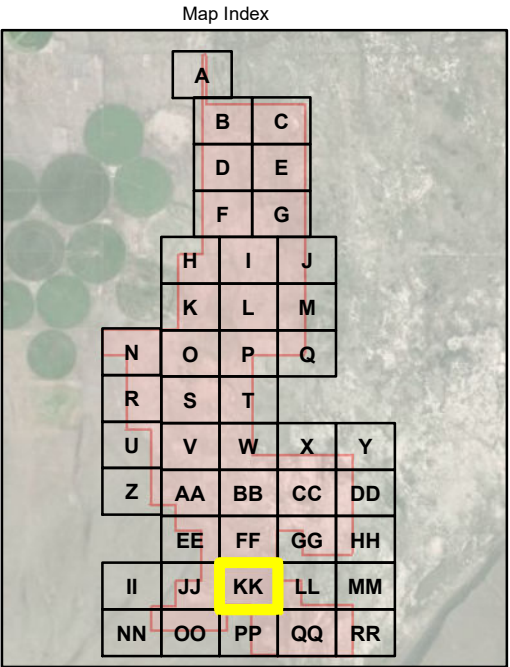 Map Index
A
B C
D E
F G
H I J
K L M
N O P Q
R S T
U V W X Y
Z AA BB CC DD
EE FF GG HH
II JJ KK LL MM
NN OO PP QQ RR